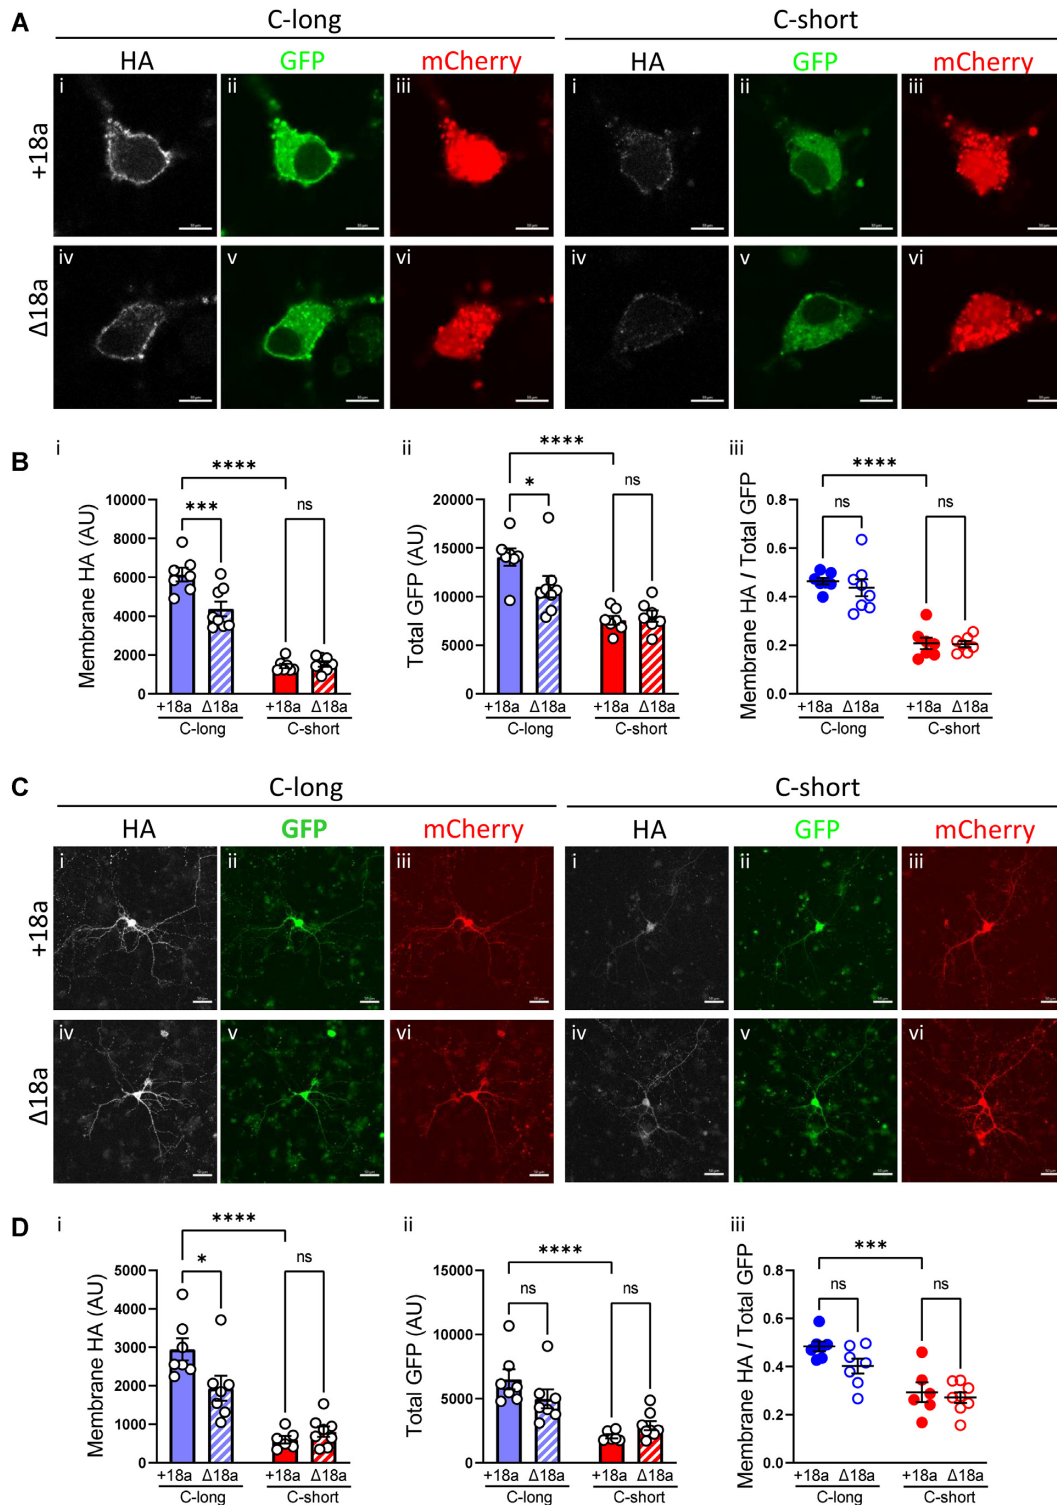 A
C-long
C-short
HA GFP mCherry HA GFP mCherry
+18a
i ii iii i ii iii
Δ18a
iv v vi iv v vi
B
i
Membrane HA (AU)
**** *** ns
10000
8000
6000
4000
2000
0
+18a Δ18a +18a Δ18a
C-long C-short
ii
Total GFP (AU)
**** * ns
20000
15000
10000
5000
0
+18a Δ18a +18a Δ18a
C-long C-short
iii
Membrane HA / Total GFP
**** ns ns
0.8
0.6
0.4
0.2
0.0
+18a Δ18a +18a Δ18a
C-long C-short
C
C-long
C-short
HA GFP mCherry HA GFP mCherry
+18a
i ii iii i ii iii
Δ18a
iv v vi iv v vi
D
i
Membrane HA (AU)
**** * ns
5000
4000
3000
2000
1000
0
+18a Δ18a +18a Δ18a
C-long C-short
ii
Total GFP (AU)
**** ns ns
15000
10000
5000
0
+18a Δ18a +18a Δ18a
C-long C-short
iii
Membrane HA / Total GFP
*** ns ns
0.8
0.6
0.4
0.2
0.0
+18a Δ18a +18a Δ18a
C-long C-short